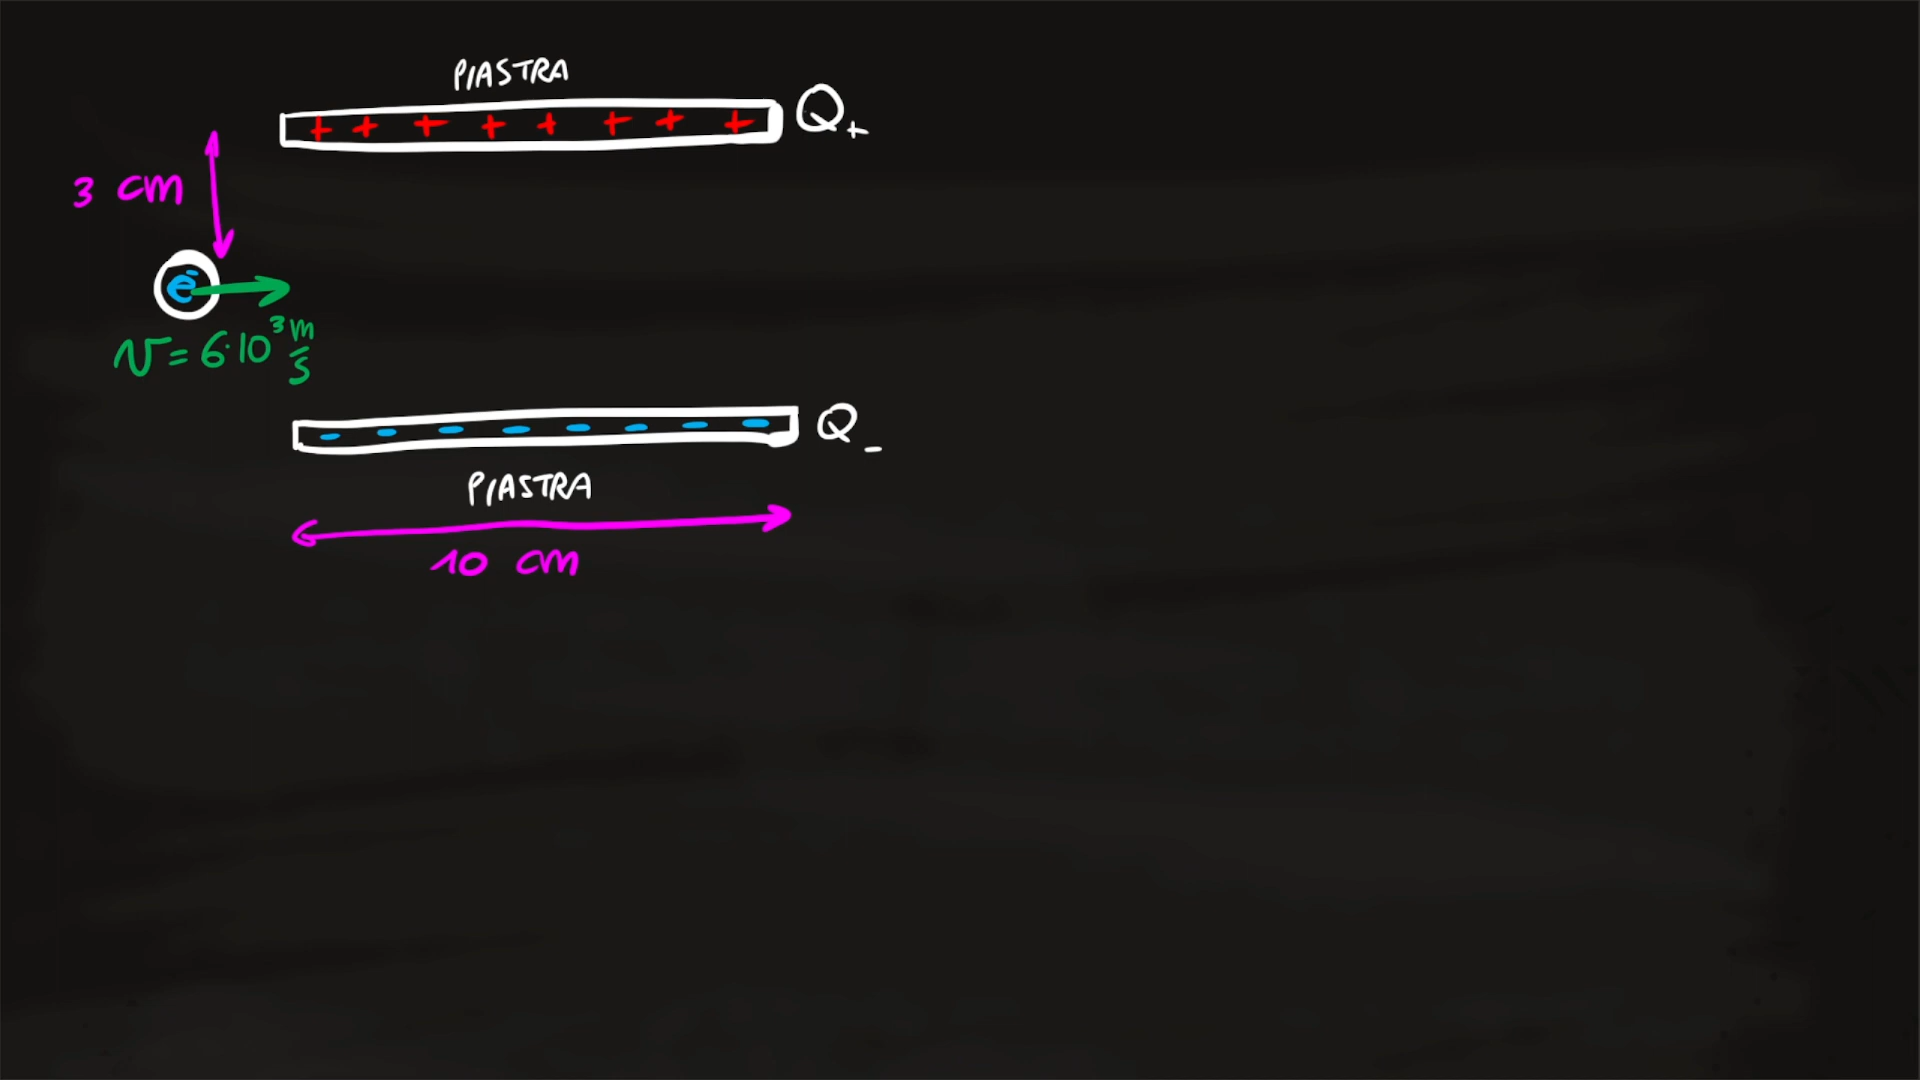 PIASTRA
+ + + + + + + + Q+
3 cm
e-
v = 6·10³ m/s
- - - - - - - - Q-
PIASTRA
10 cm